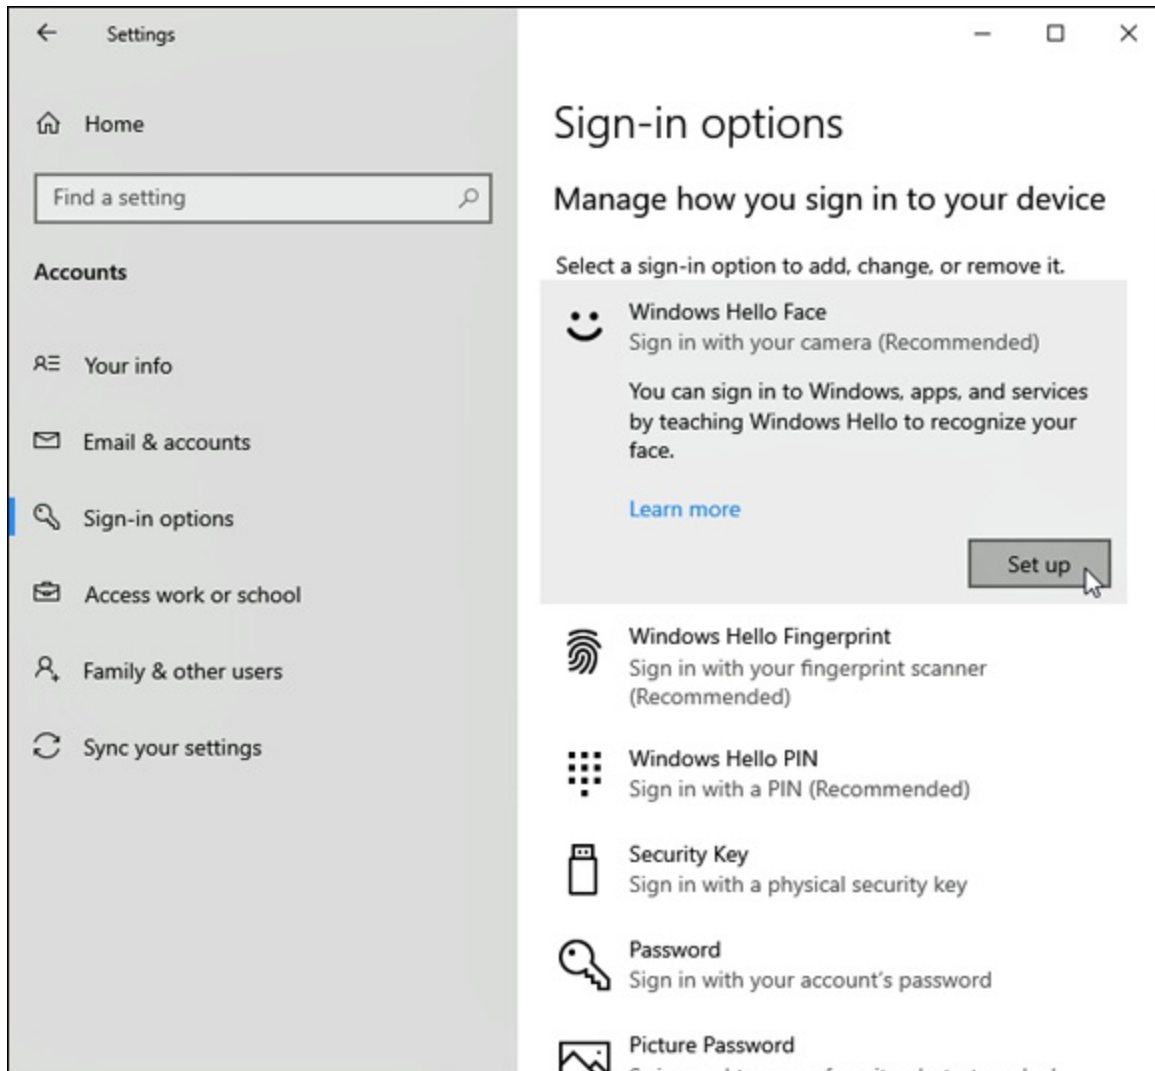 Settings
Home
Find a setting
Accounts
Your info
Email & accounts
Sign-in options
Access work or school
Family & other users
Sync your settings
Sign-in options
Manage how you sign in to your device
Select a sign-in option to add, change, or remove it.
Windows Hello Face
Sign in with your camera (Recommended)
You can sign in to Windows, apps, and services
by teaching Windows Hello to recognize your
face.
Learn more
Set up
Windows Hello Fingerprint
Sign in with your fingerprint scanner
(Recommended)
Windows Hello PIN
Sign in with a PIN (Recommended)
Security Key
Sign in with a physical security key
Password
Sign in with your account's password
Picture Password